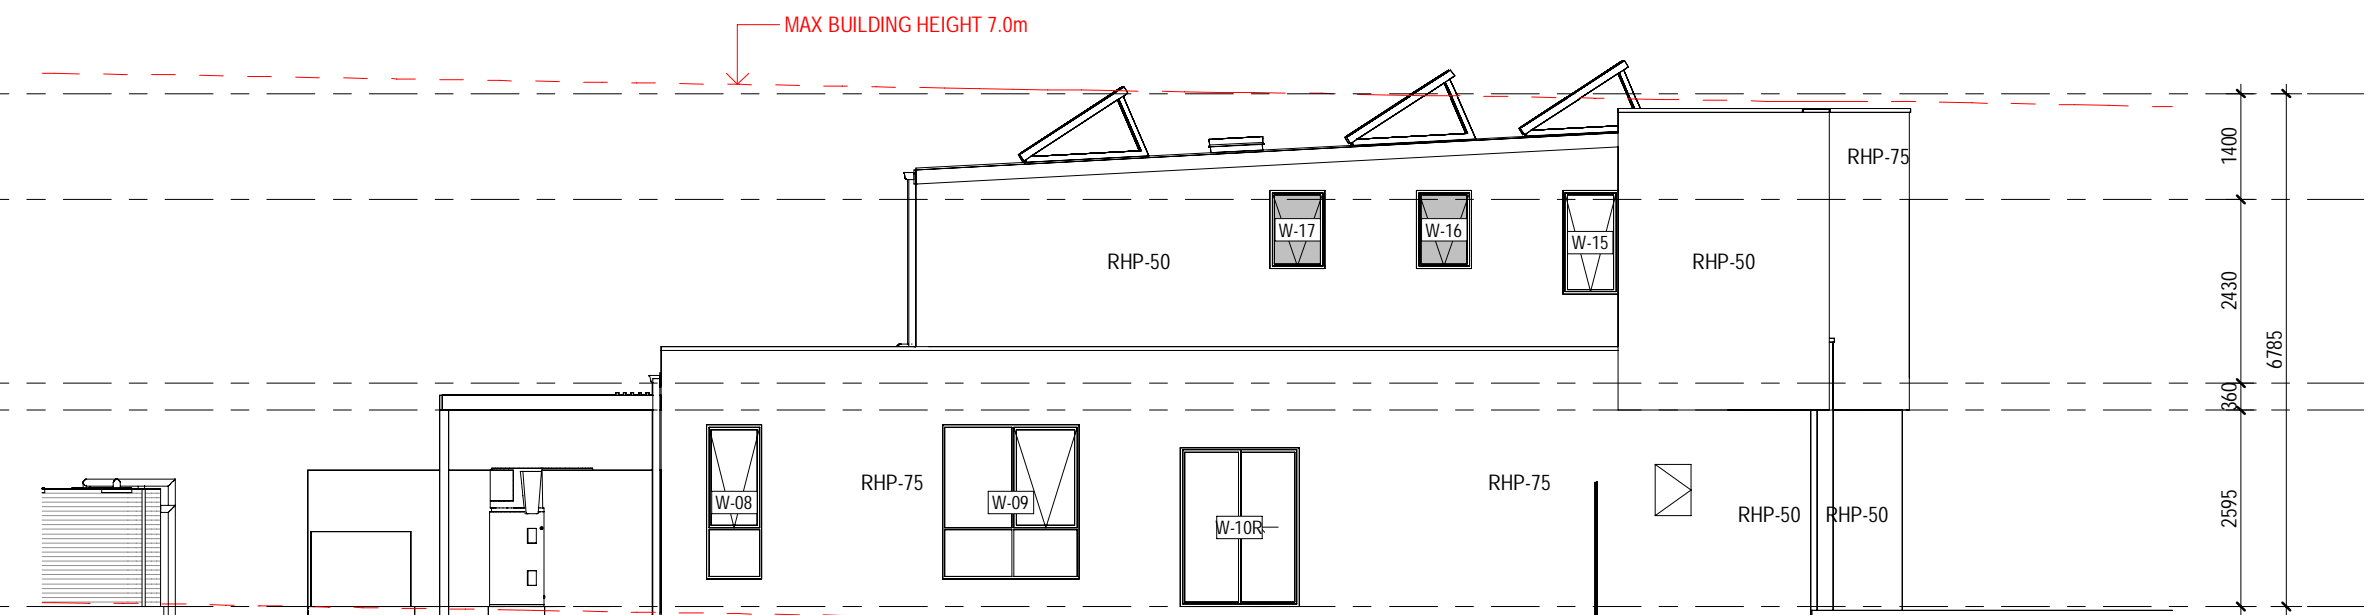 MAX BUILDING HEIGHT 7.0m
1400
RHP-75
W-17
W-16
W-15
RHP-50
RHP-50
2430
6785
360
RHP-75
RHP-75
W-08
W-09
W-10R
RHP-50
RHP-50
2595